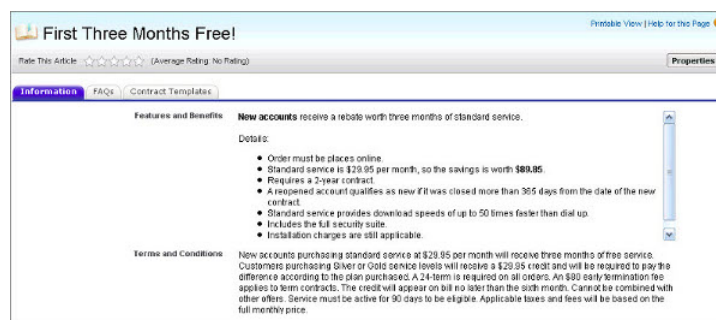 First Three Months Free!
Printable View | Help for this Page
Rate This Article (Average Rating: No Rating)
Properties
Information FAQs Contract Templates
Features and Benefits
New accounts receive a rebate worth three months of standard service.
Details:
Order must be places online.
Standard service is $29.95 per month, so the savings is worth $89.85.
Requires a 2-year contract.
A reopened account qualifies as new if it was closed more than 365 days from the date of the new
contract.
Standard service provides download speeds of up to 50 times faster than dial up.
Includes the full security suite.
Installation charges are still applicable.
Terms and Conditions
New accounts purchasing standard service at $29.95 per month will receive three months of free service.
Customers purchasing Silver or Gold service levels will receive a $29.95 credit and will be required to pay the
difference according to the plan purchased. A 24-term is required on all orders. An $80 early termination fee
applies to term contracts. The credit will appear on bill no later than the sixth month. Cannot be combined with
other offers. Service must be active for 90 days to be eligible. Applicable taxes and fees will be based on the
full monthly price.